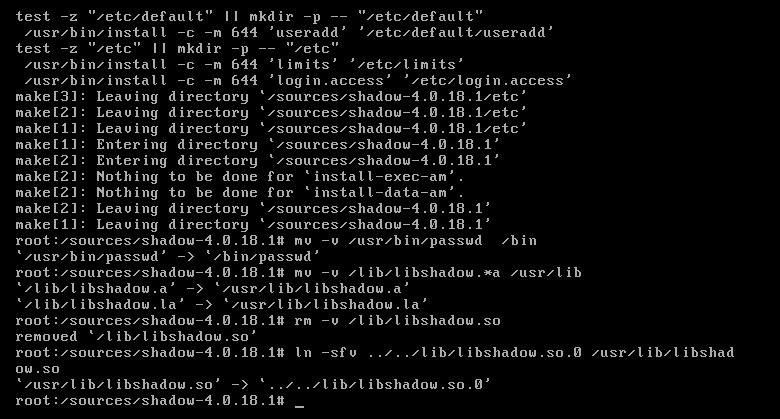 test -z "/etc/default" || mkdir -p -- "/etc/default"
 /usr/bin/install -c -m 644 'useradd' '/etc/default/useradd'
test -z "/etc" || mkdir -p -- "/etc"
 /usr/bin/install -c -m 644 'limits' '/etc/limits'
 /usr/bin/install -c -m 644 'login.access' '/etc/login.access'
make[3]: Leaving directory `/sources/shadow-4.0.18.1/etc'
make[2]: Leaving directory `/sources/shadow-4.0.18.1/etc'
make[1]: Leaving directory `/sources/shadow-4.0.18.1/etc'
make[1]: Entering directory `/sources/shadow-4.0.18.1'
make[2]: Entering directory `/sources/shadow-4.0.18.1'
make[2]: Nothing to be done for `install-exec-am'.
make[2]: Nothing to be done for `install-data-am'.
make[2]: Leaving directory `/sources/shadow-4.0.18.1'
make[1]: Leaving directory `/sources/shadow-4.0.18.1'
root:/sources/shadow-4.0.18.1# mv -v /usr/bin/passwd  /bin
`/usr/bin/passwd' -> `/bin/passwd'
root:/sources/shadow-4.0.18.1# mv -v /lib/libshadow.*a /usr/lib
`/lib/libshadow.a' -> `/usr/lib/libshadow.a'
`/lib/libshadow.la' -> `/usr/lib/libshadow.la'
root:/sources/shadow-4.0.18.1# rm -v /lib/libshadow.so
removed `/lib/libshadow.so'
root:/sources/shadow-4.0.18.1# ln -sfv ../../lib/libshadow.so.0 /usr/lib/libshad
ow.so
`/usr/lib/libshadow.so' -> `../../lib/libshadow.so.0'
root:/sources/shadow-4.0.18.1# _